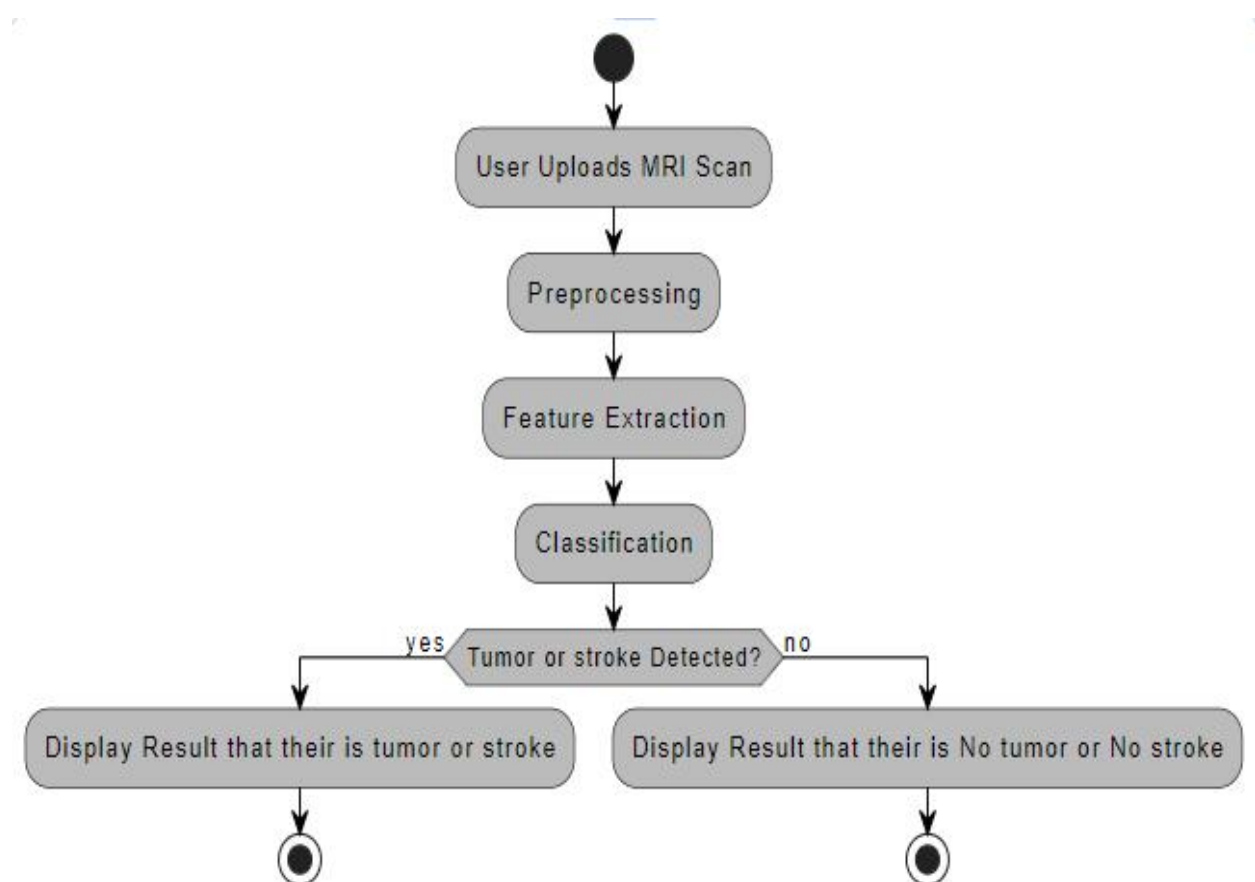 User Uploads MRI Scan
Preprocessing
Feature Extraction
Classification
yes
Tumor or stroke Detected?
no
Display Result that their is tumor or stroke
Display Result that their is No tumor or No stroke